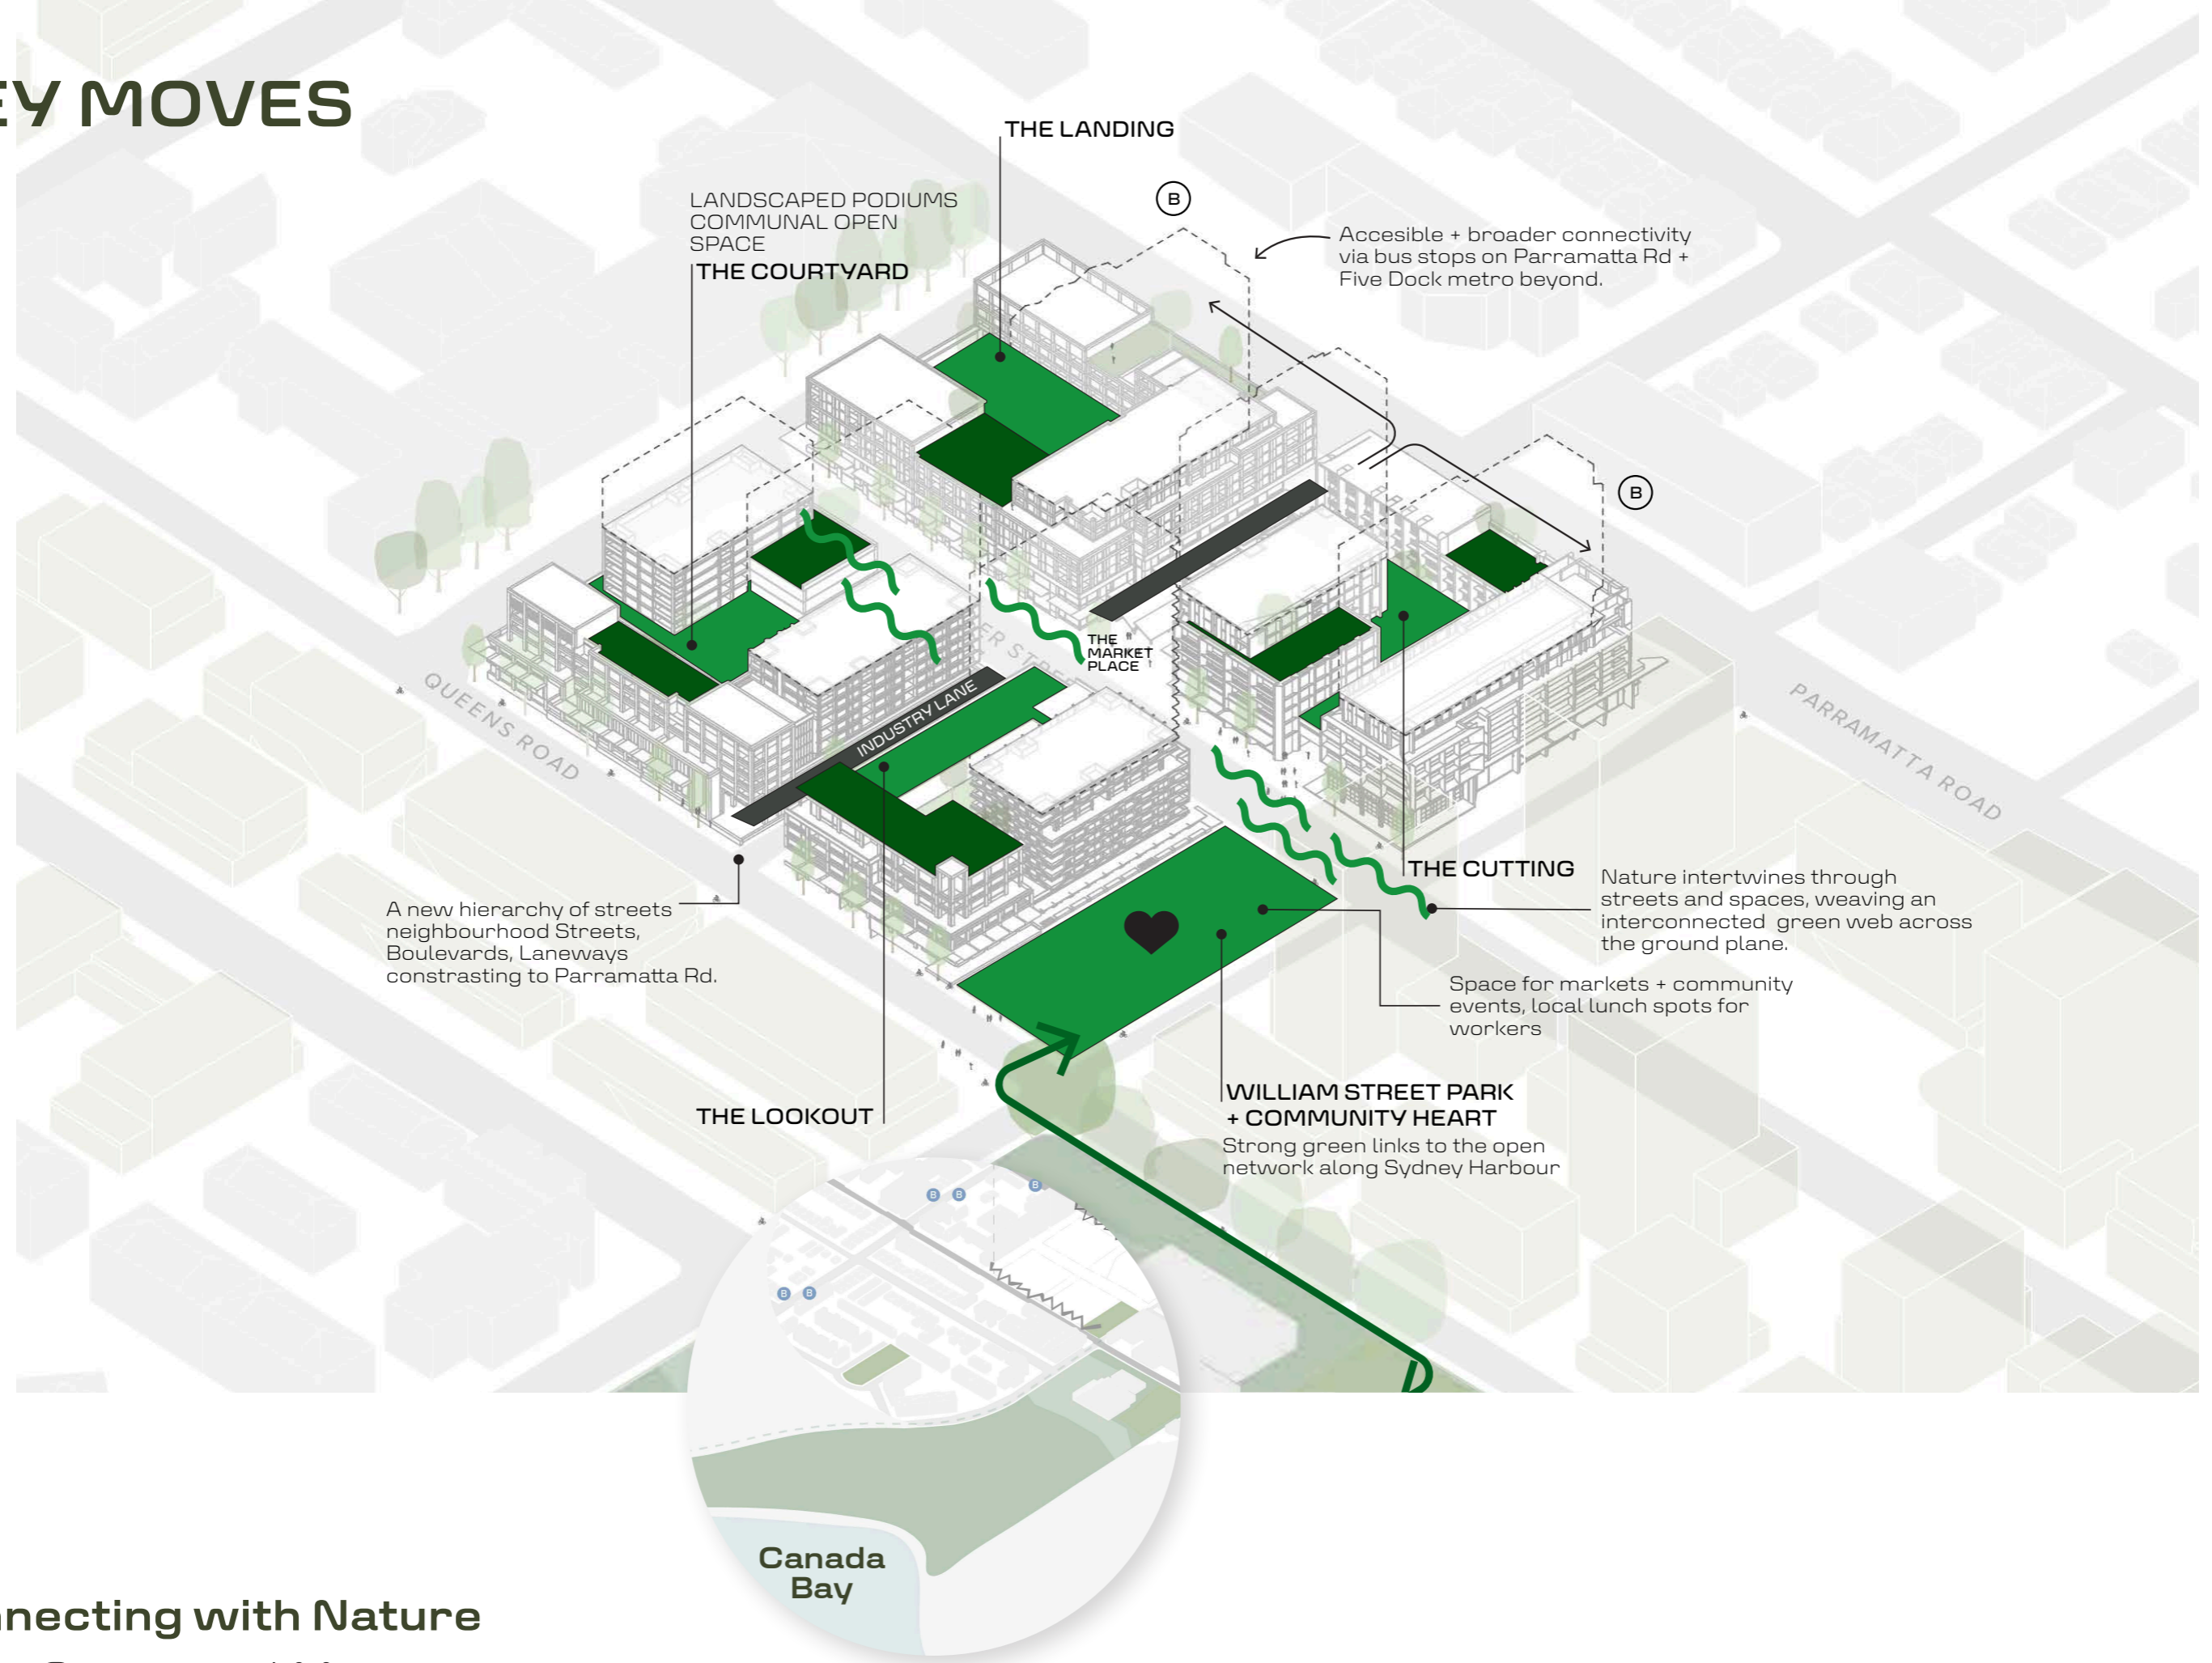 EY MOVES
THE LANDING
LANDSCAPED PODIUMS
COMMUNAL OPEN
SPACE
THE COURTYARD
B
Accesible + broader connectivity
via bus stops on Parramatta Rd +
Five Dock metro beyond.
B
THE
MARKET
PLACE
ER STRE
INDUSTRY LANE
QUEENS ROAD
PARRAMATTA ROAD
THE CUTTING
Nature intertwines through
streets and spaces, weaving an
interconnected green web across
the ground plane.
A new hierarchy of streets
neighbourhood Streets,
Boulevards, Laneways
constrasting to Parramatta Rd.
Space for markets + community
events, local lunch spots for
workers
THE LOOKOUT
WILLIAM STREET PARK
+ COMMUNITY HEART
Strong green links to the open
network along Sydney Harbour
B B B
B B
Canada
Bay
nnecting with Nature